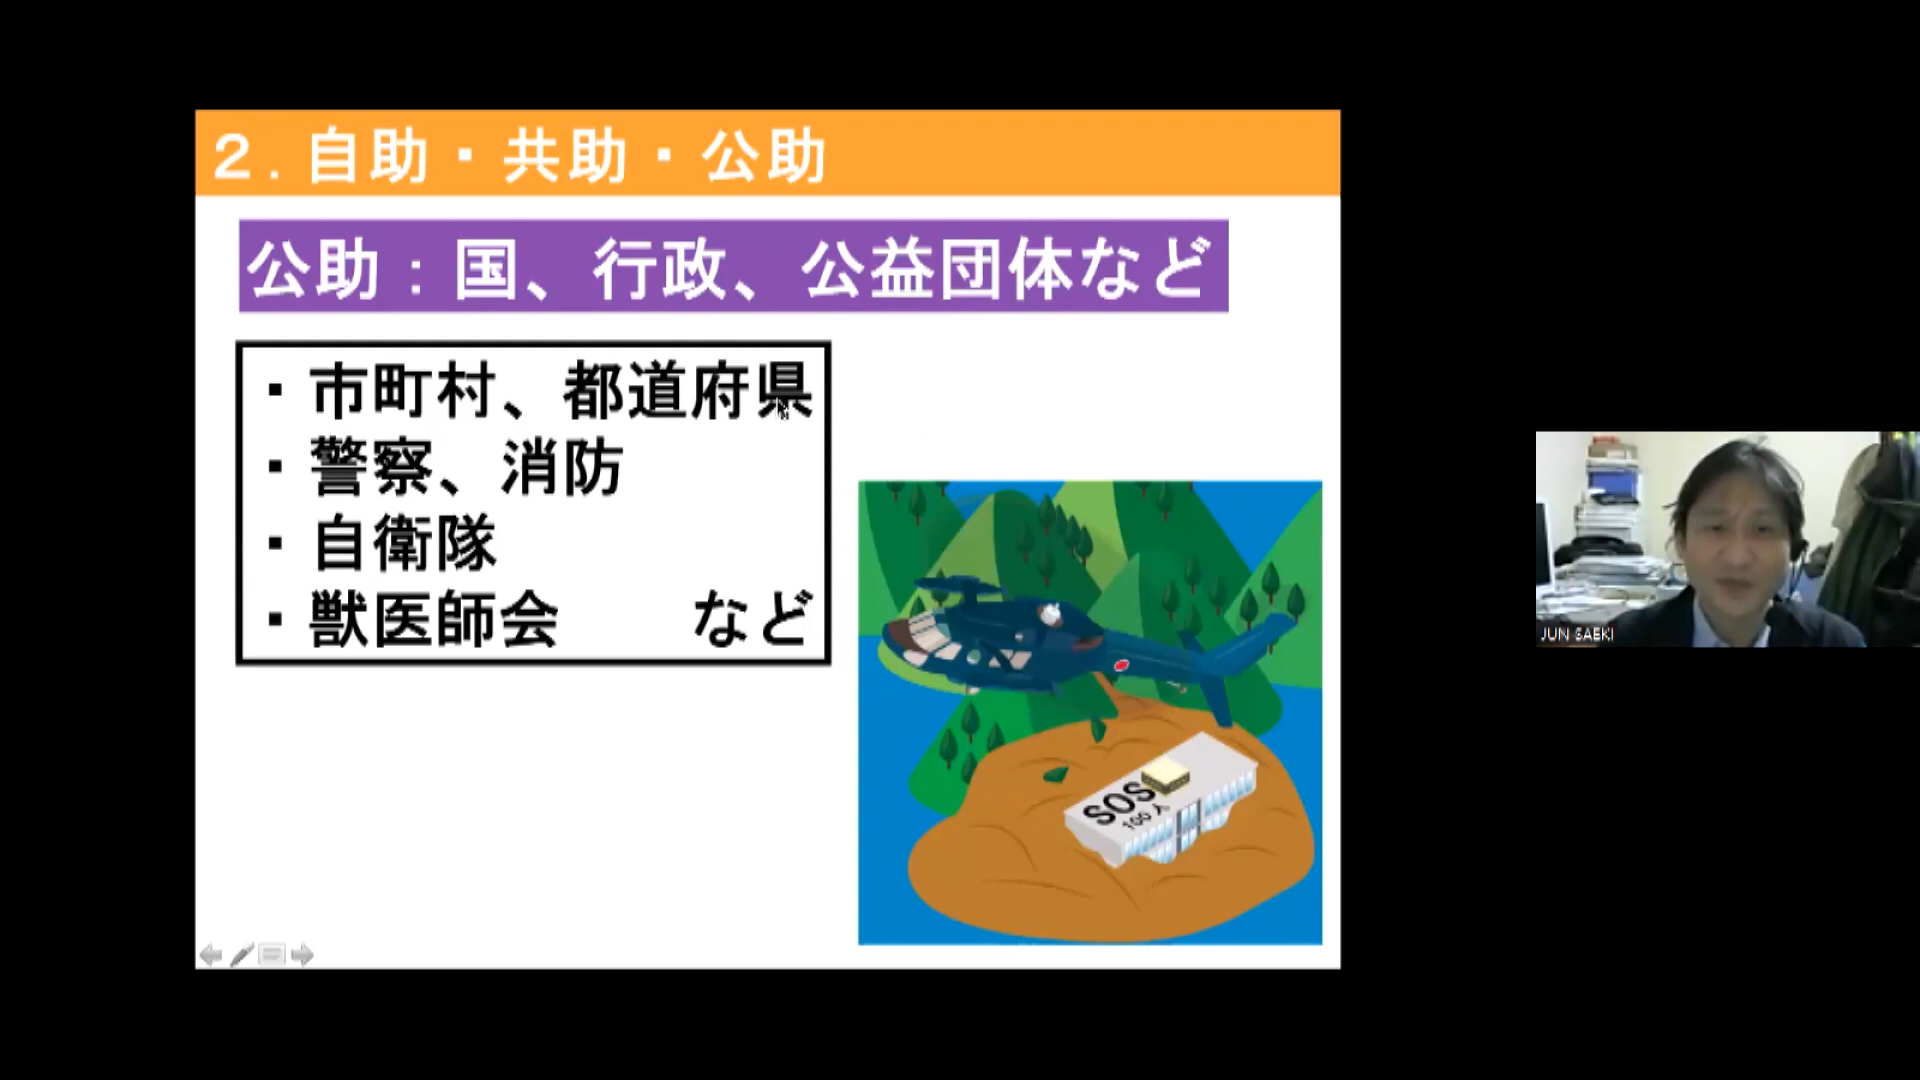 ２．自助・共助・公助
公助：国、行政、公益団体など
・市町村、都道府県
・警察、消防
・自衛隊
・獣医師会　　など
SOS
100人
JUN SAEKI